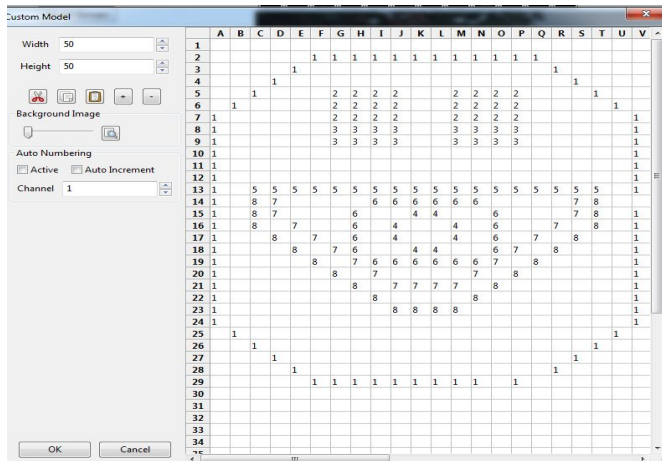 Custom Model
Width 50
Height 50
Background Image
Auto Numbering
Active Auto Increment
Channel 1
OK Cancel
A B C D E F G H I J K L M N O P Q R S T U V
1
2 1 1 1 1 1 1 1 1 1 1 1 1
3 1 1
4 1 1
5 1 2 2 2 2 2 2 2 2 1
6 1 2 2 2 2 2 2 2 2 1
7 1 2 2 2 2 2 2 2 2 1
8 1 3 3 3 3 3 3 3 3 1
9 1 3 3 3 3 3 3 3 3 1
10 1 1
11 1 1
12 1 1
13 1 5 5 5 5 5 5 5 5 5 5 5 5 5 5 5 5 5 5 1
14 1 8 7 6 6 6 6 6 6 7 8
15 1 8 7 6 4 4 6 7 8 1
16 1 8 7 6 4 4 6 7 8 1
17 1 8 7 6 4 4 6 7 8 1
18 1 8 7 6 4 4 6 7 8 1
19 1 8 7 6 6 6 6 6 6 7 8 1
20 1 8 7 7 8 1
21 1 8 7 7 7 7 8 1
22 1 8 8 1
23 1 8 8 8 8 1
24 1 1
25 1 1
26 1 1
27 1 1
28 1 1
29 1 1 1 1 1 1 1 1 1 1
30
31
32
33
34